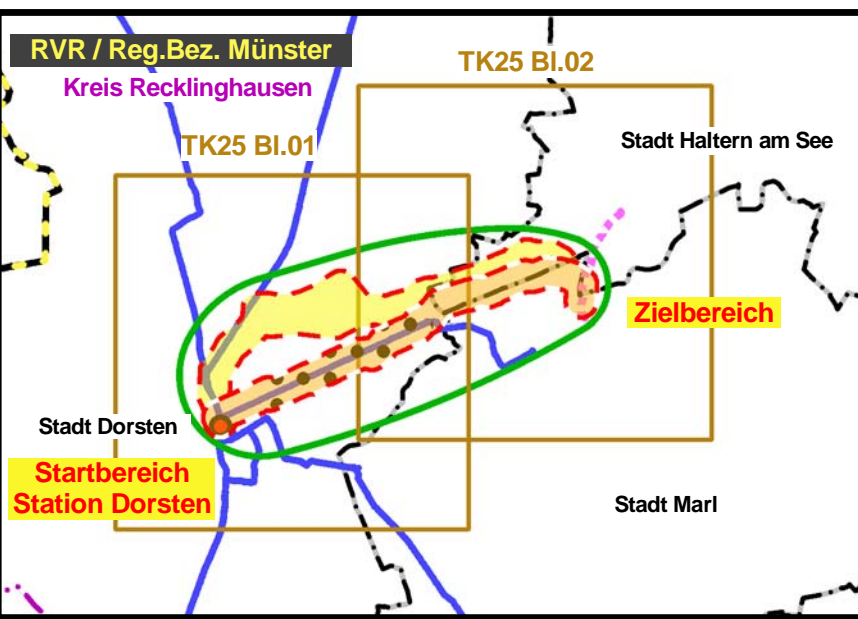 RVR / Reg.Bez. Münster
Kreis Recklinghausen
TK25 Bl.02
TK25 Bl.01
Stadt Haltern am See
Zielbereich
Stadt Dorsten
Startbereich
Station Dorsten
Stadt Marl